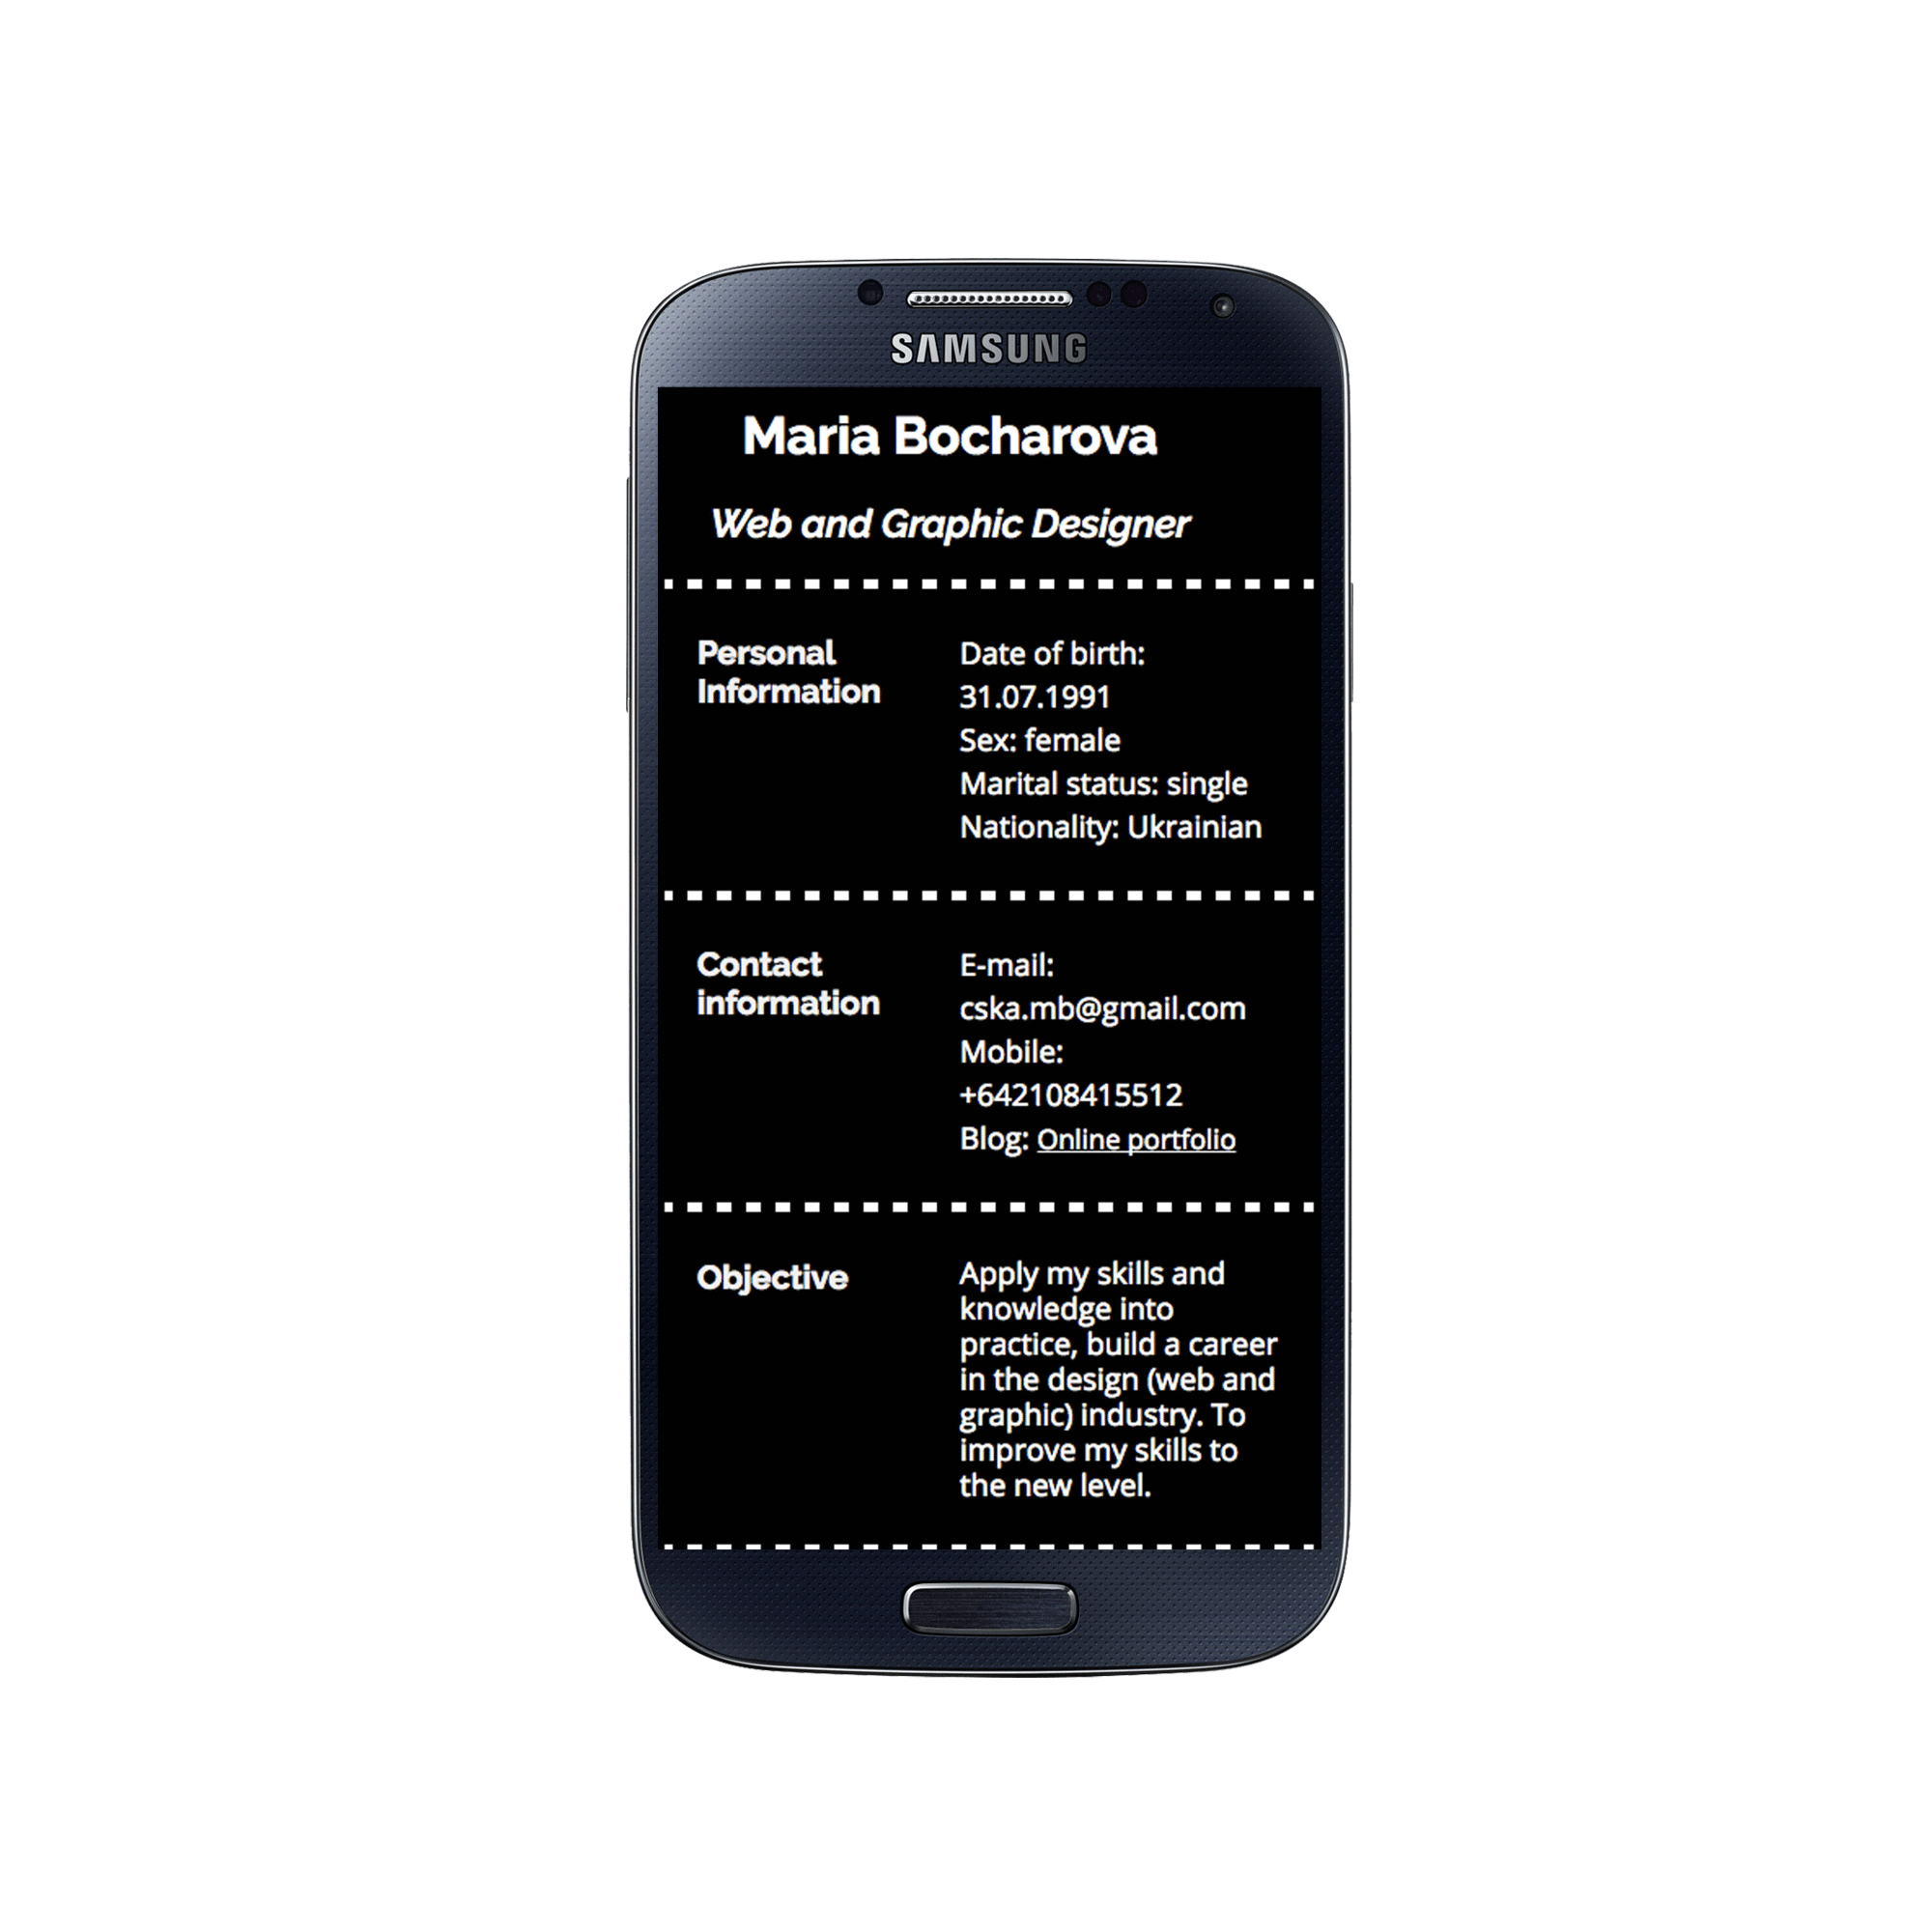 SAMSUNG
Maria Bocharova
Web and Graphic Designer
Personal
Information
Date of birth:
31.07.1991
Sex: female
Marital status: single
Nationality: Ukrainian
Contact
information
E-mail:
cska.mb@gmail.com
Mobile:
+642108415512
Blog: Online portfolio
Objective
Apply my skills and
knowledge into
practice, build a career
in the design (web and
graphic) industry. To
improve my skills to
the new level.